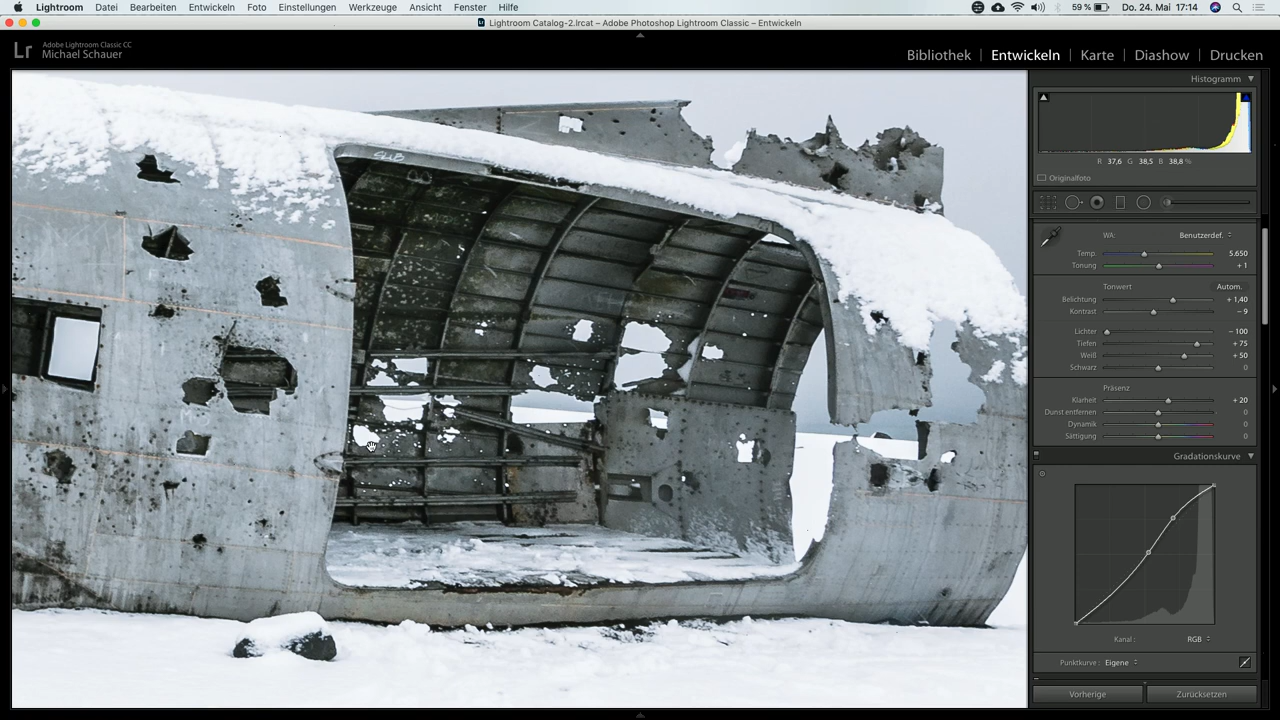 Lightroom Datei Bearbeiten Entwickeln Foto Einstellungen Werkzeuge Ansicht Fenster Hilfe 59 % Do. 24. Mai 17:14
Lightroom Catalog-2.lrcat – Adobe Photoshop Lightroom Classic – Entwickeln
Lr Adobe Lightroom Classic CC
Michael Schauer
Bibliothek | Entwickeln | Karte | Diashow | Drucken
Histogramm
R 37,6 G 38,5 B 38,8 %
Originalfoto
WA: Benutzerdef.
Temp. 5.650
Tonung + 1
Tonwert Autom.
Belichtung + 1,40
Kontrast − 9
Lichter − 100
Tiefen + 75
Weiß + 50
Schwarz 0
Präsenz
Klarheit + 20
Dunst entfernen 0
Dynamik 0
Sättigung 0
Gradationskurve
Kanal : RGB
Punktkurve : Eigene
Vorherige Zurücksetzen